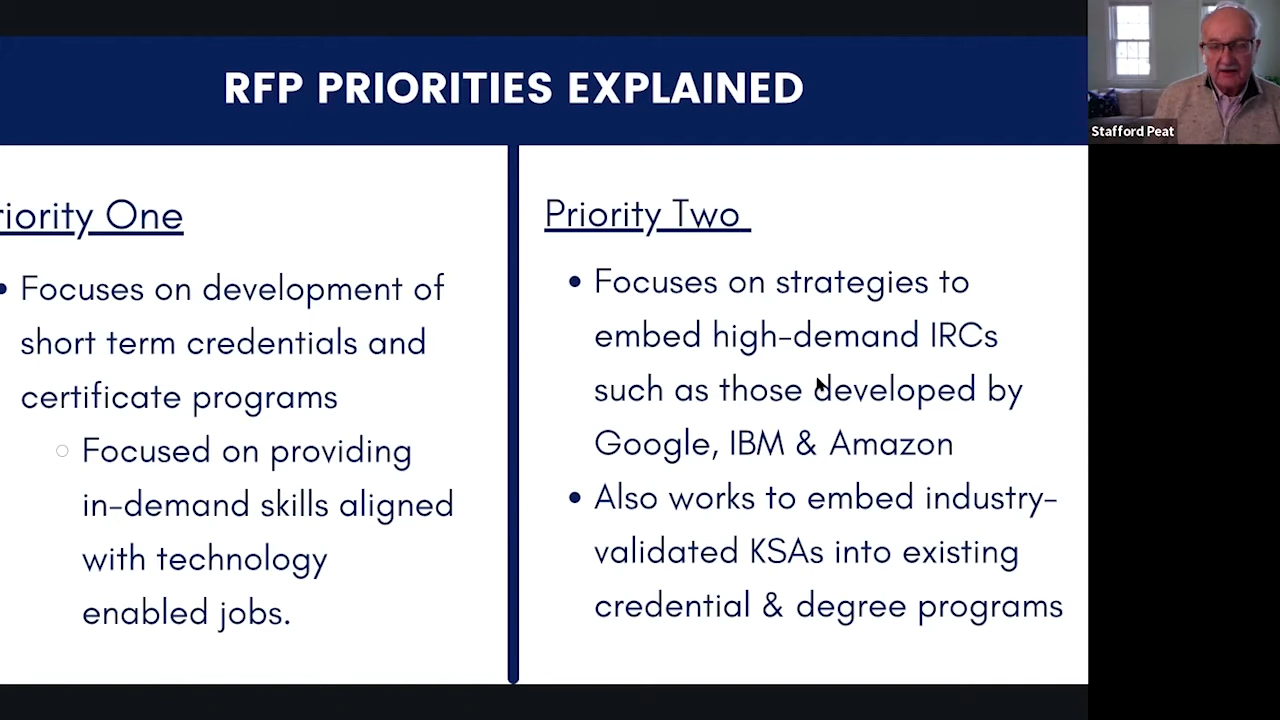 RFP PRIORITIES EXPLAINED
Stafford Peat
riority One
• Focuses on development of
short term credentials and
certificate programs
○ Focused on providing
in-demand skills aligned
with technology
enabled jobs.
Priority Two
• Focuses on strategies to
embed high-demand IRCs
such as those developed by
Google, IBM & Amazon
• Also works to embed industry-
validated KSAs into existing
credential & degree programs